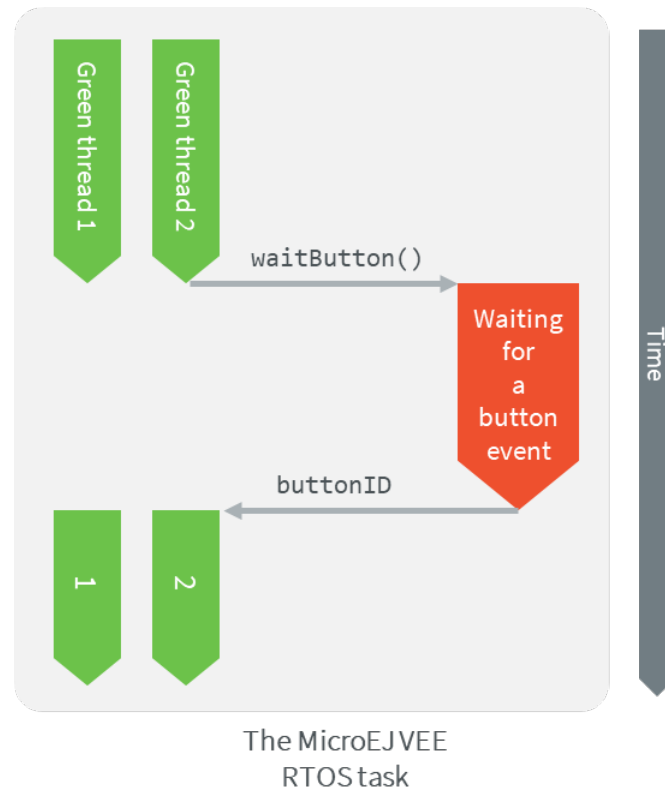 Green thread 1
Green thread 2
waitButton()
Waiting
for
a
button
event
Time
buttonID
1
2
The MicroEJ VEE
RTOS task